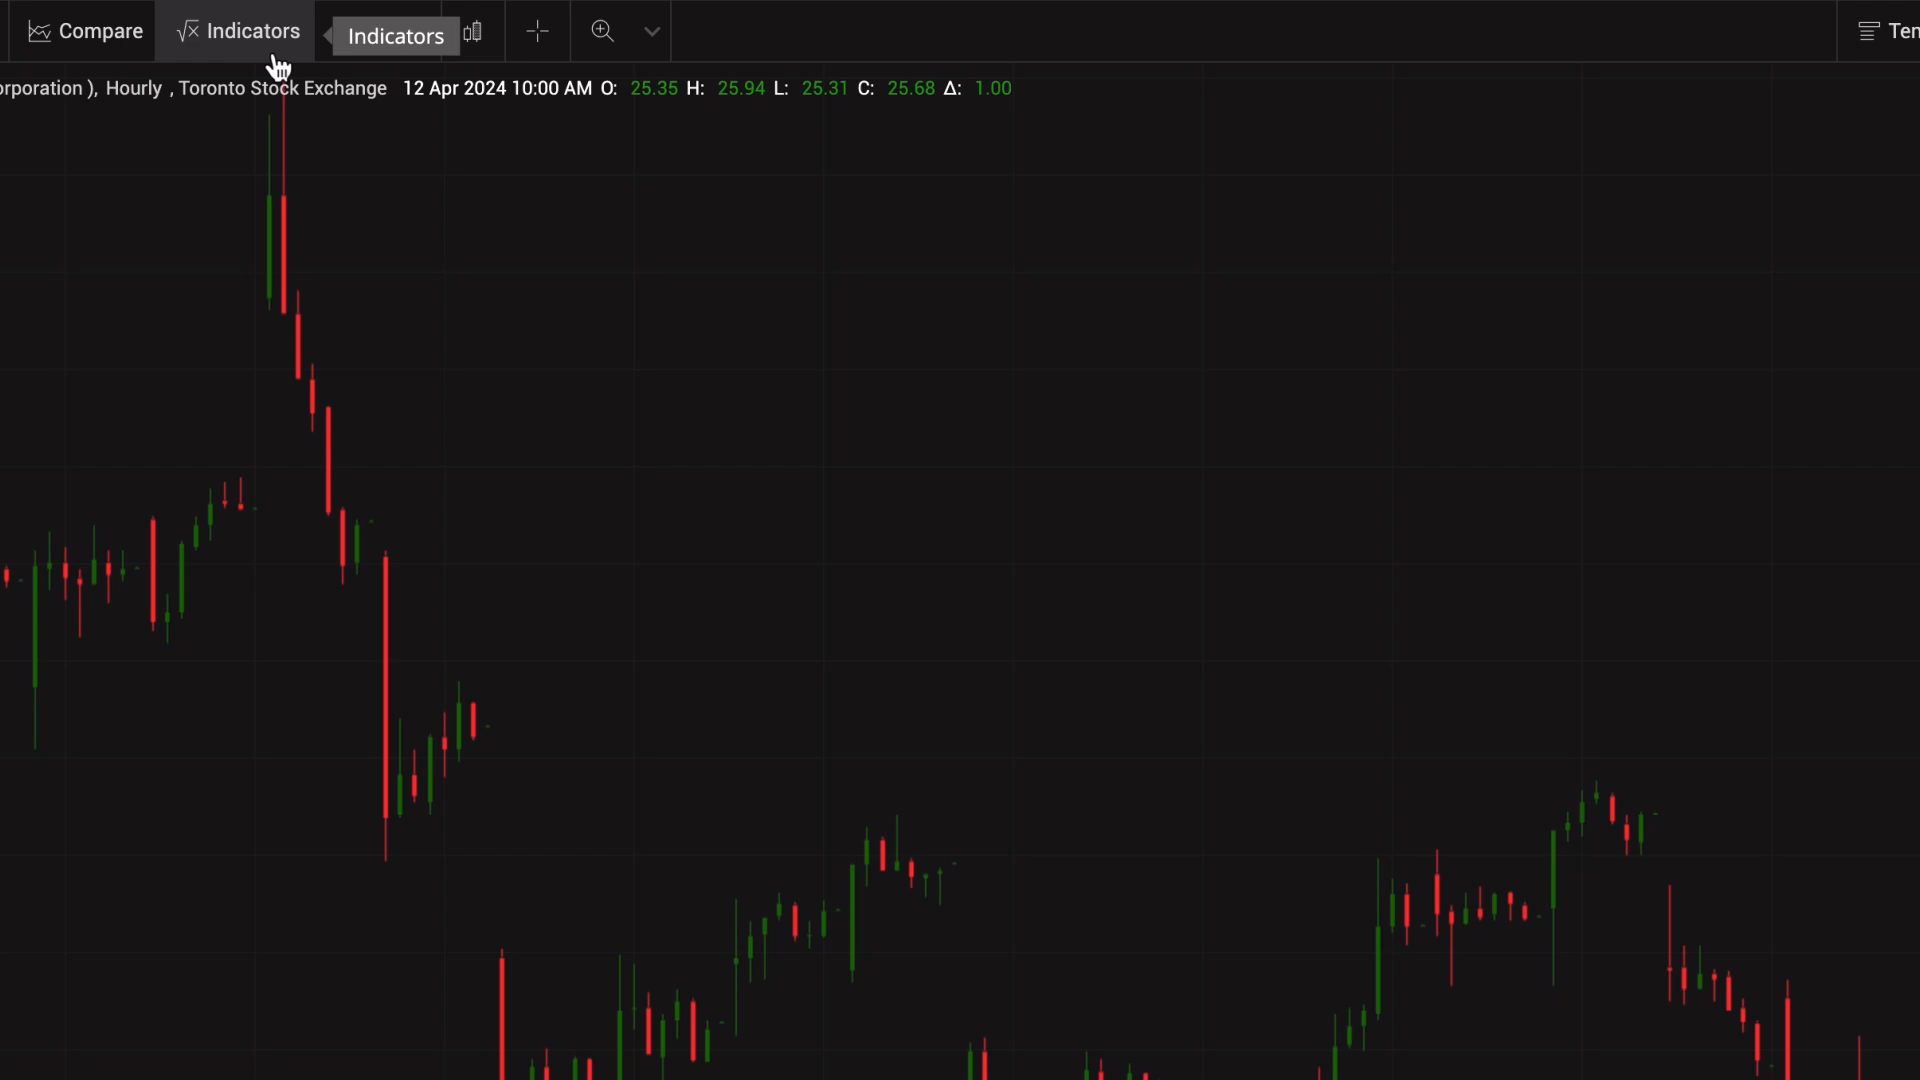 Compare Indicators Indicators Ten
orporation ), Hourly , Toronto Stock Exchange 12 Apr 2024 10:00 AM O: 25.35 H: 25.94 L: 25.31 C: 25.68 Δ: 1.00